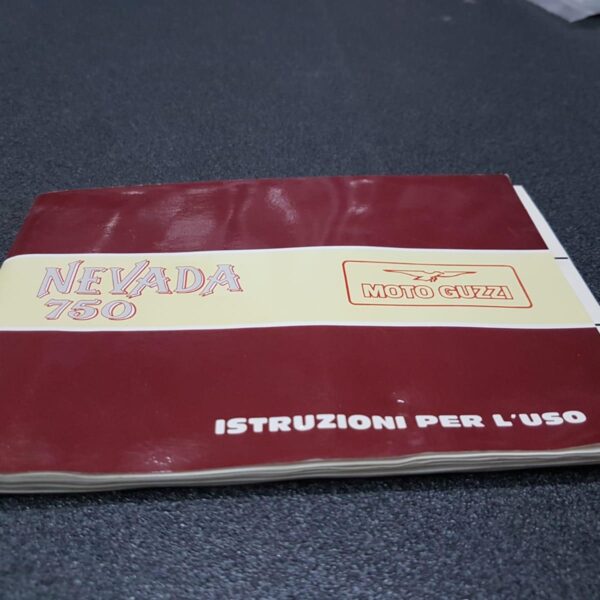 NEVADA
750
MOTO GUZZI
ISTRUZIONI PER L'USO